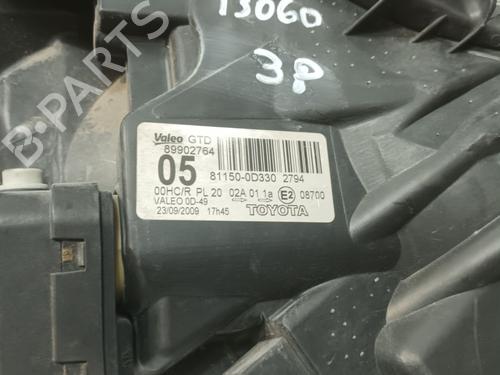 13060
3P
Valeo GTD
89902764
05 81150-0D330 2794
00HC/R PL 20 02A 01 1a E2 08700
VALEO 0D-49
23/09/2009 17h45 TOYOTA
B-PARTS